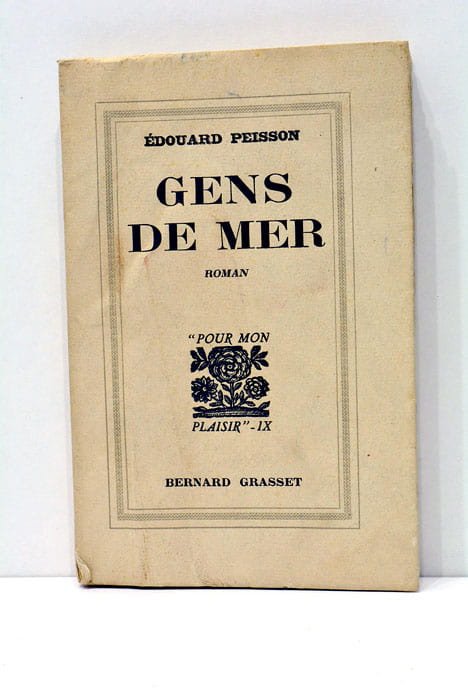 ÉDOUARD PEISSON
GENS
DE MER
ROMAN
"POUR MON
PLAISIR"-IX
BERNARD GRASSET